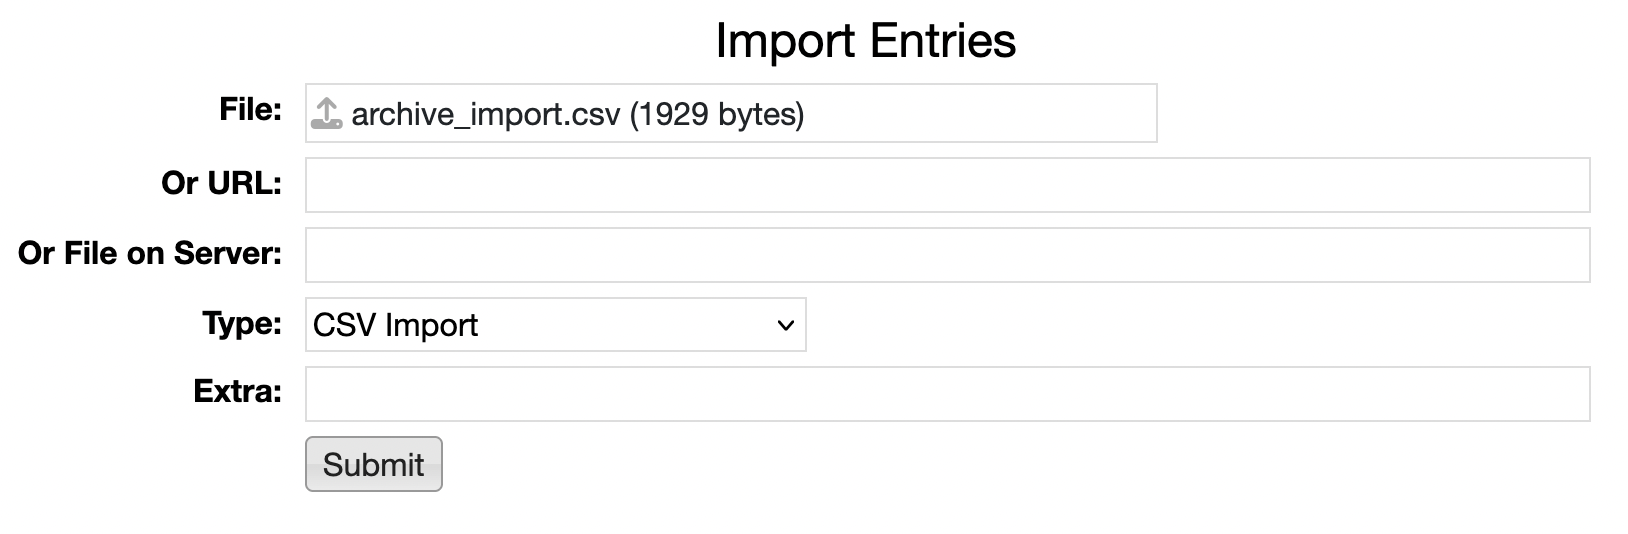 Import Entries
File: archive_import.csv (1929 bytes)
Or URL:
Or File on Server:
Type: CSV Import
Extra:
Submit